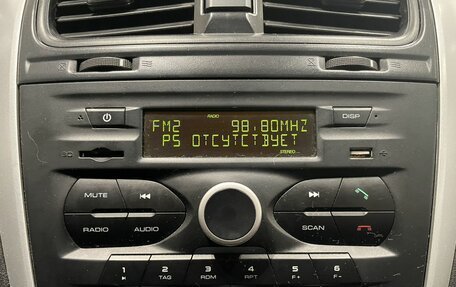 RADIO
FM2 98.80MHZ
PS ОТСУТСТВУЕТ
STEREO
DISP
MUTE
RADIO AUDIO
SCAN
1 2 3 4 5 6
TAG RDM RPT F+ F-